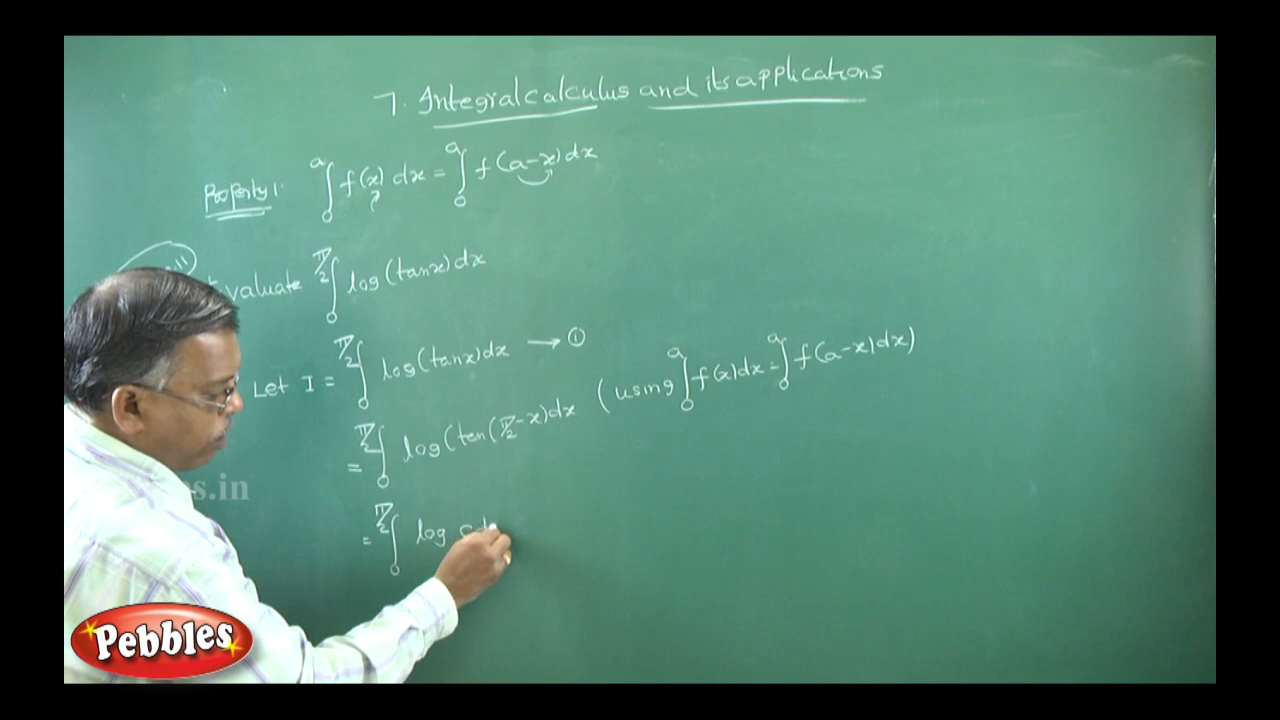 7. Integral calculus and its applications
Property 1: ∫₀ᵃ f(x) dx = ∫₀ᵃ f(a-x) dx
Evaluate ∫₀^(π/2) log(tanx) dx
Let I = ∫₀^(π/2) log(tanx) dx → ①
= ∫₀^(π/2) log(tan(π/2 - x) dx (using ∫₀ᵃ f(x) dx = ∫₀ᵃ f(a-x) dx)
= ∫₀^(π/2) log
es.in
Pebbles